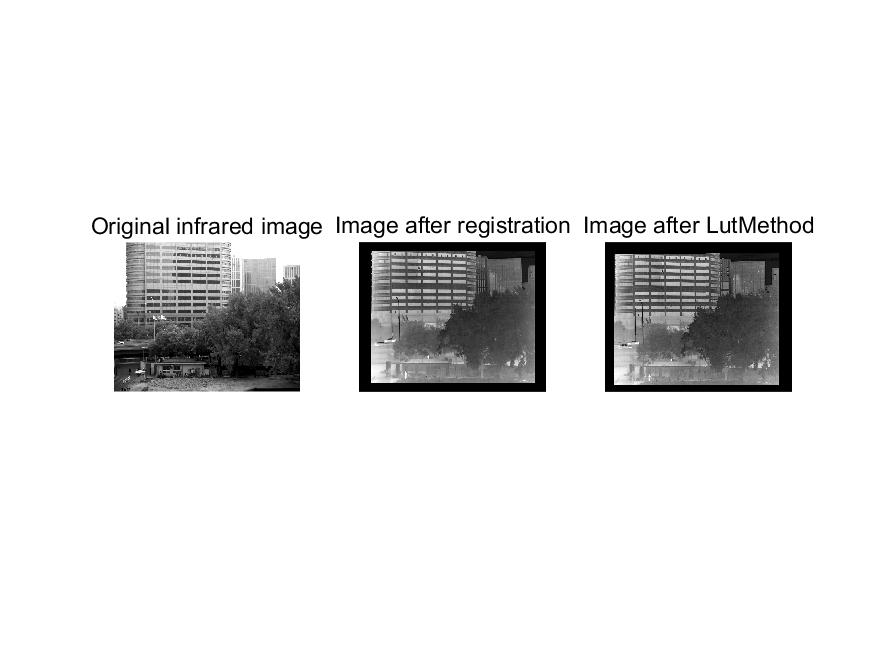 Original infrared image
Image after registration
Image after LutMethod